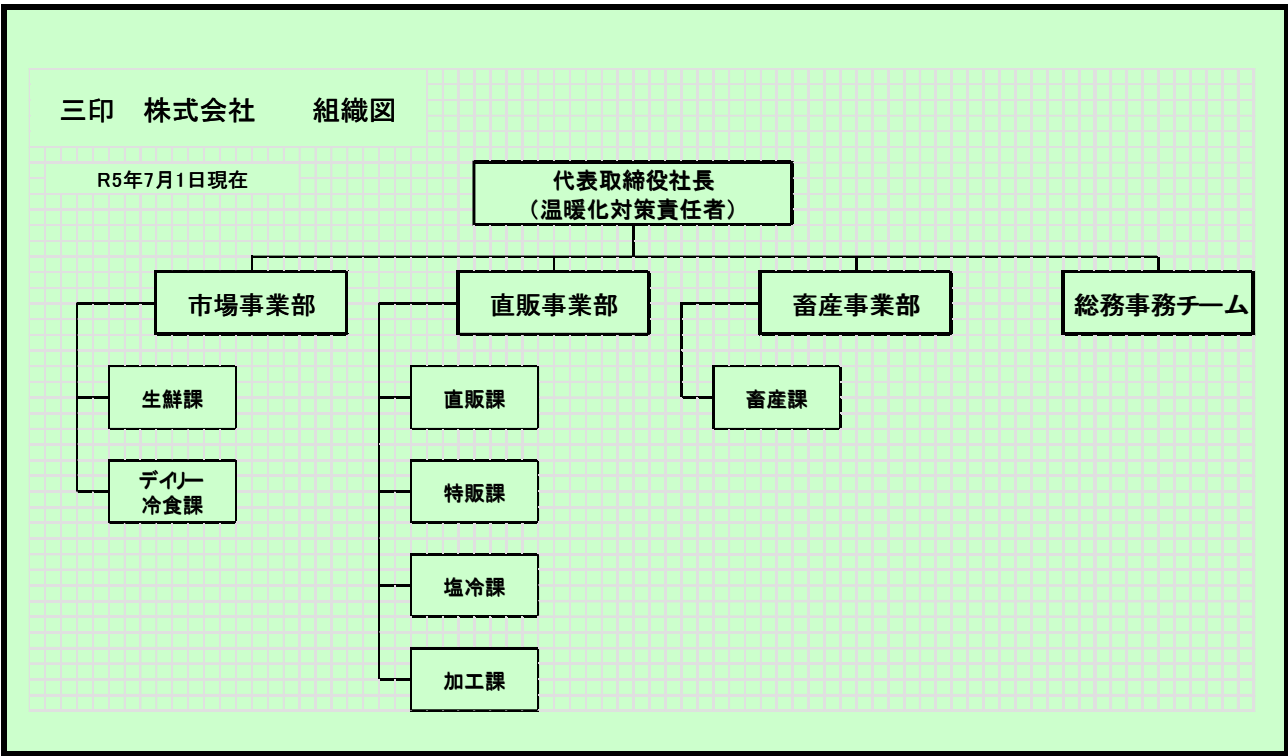 三印　株式会社　　組織図
R5年7月1日現在
代表取締役社長
（温暖化対策責任者）
市場事業部
直販事業部
畜産事業部
総務事務チーム
生鮮課
直販課
畜産課
デイリー
冷食課
特販課
塩冷課
加工課